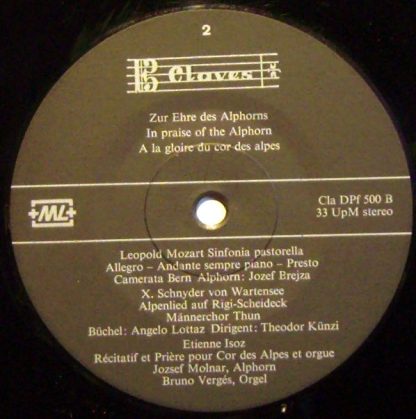 2
Claves
Zur Ehre des Alphorns
In praise of the Alphorn
A la gloire du cor des alpes
+ML+
Cla DPf 500 B
33 UpM stereo
Leopold Mozart Sinfonia pastorella
Allegro – Andante sempre piano – Presto
Camerata Bern Alphorn: Jozef Brejza
X. Schnyder von Wartensee
Alpenlied auf Rigi-Scheideck
Männerchor Thun
Büchel: Angelo Lottaz Dirigent: Theodor Künzi
Etienne Isoz
Récitatif et Prière pour Cor des Alpes et orgue
Jozsef Molnar, Alphorn
Bruno Vergés, Orgel